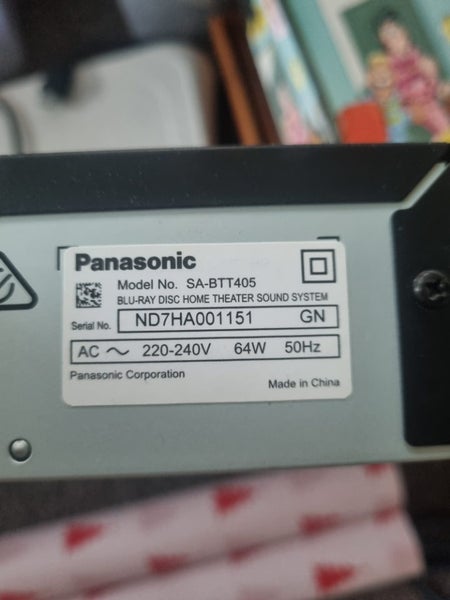 Panasonic
Model No. SA-BTT405
BLU-RAY DISC HOME THEATER SOUND SYSTEM
Serial No. ND7HA001151 GN
AC ～ 220-240V 64W 50Hz
Panasonic Corporation
Made in China